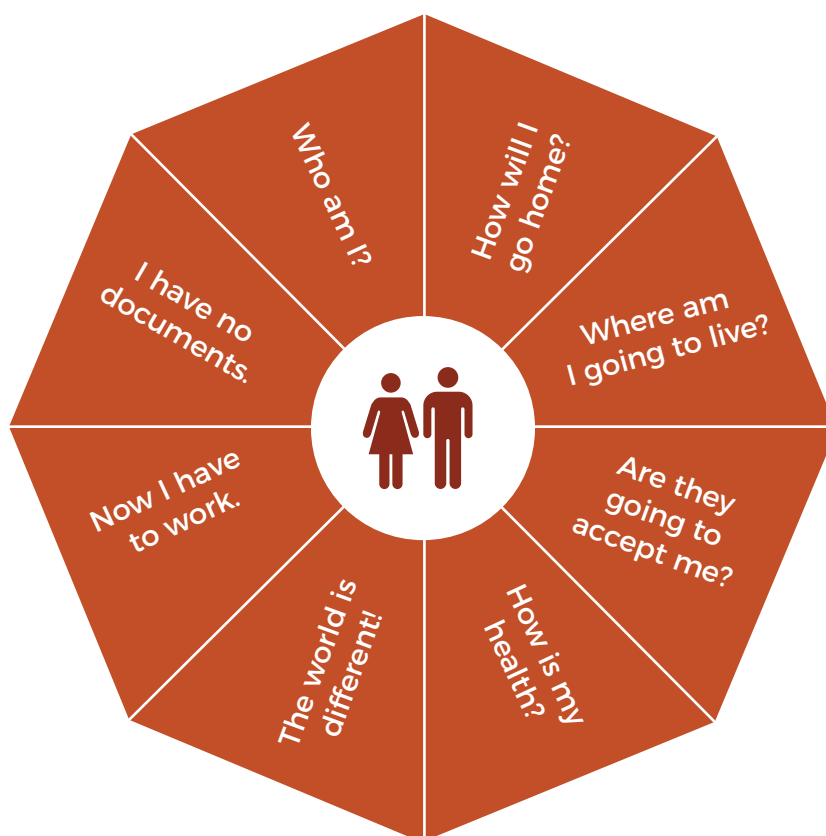 Who am I?
How will I
go home?
Where am
I going to live?
Are they
going to
accept me?
How is my
health?
The world is
different!
Now I have
to work.
I have no
documents.